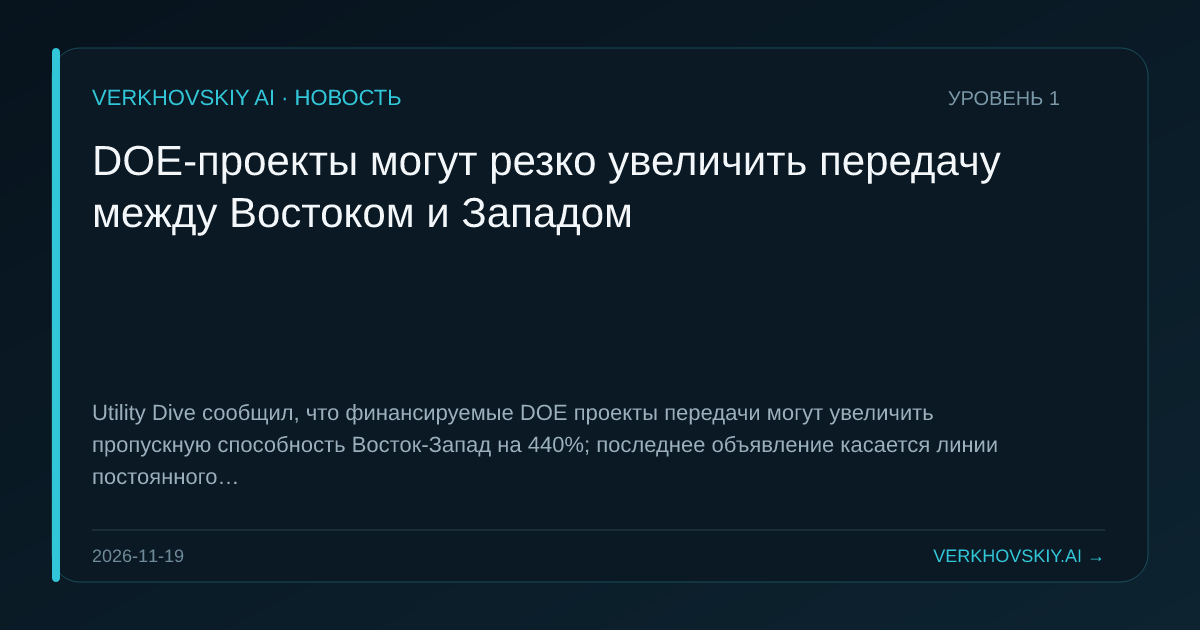 VERKHOVSKIY AI · НОВОСТЬ
УРОВЕНЬ 1
DOE-проекты могут резко увеличить передачу
между Востоком и Западом
Utility Dive сообщил, что финансируемые DOE проекты передачи могут увеличить
пропускную способность Восток-Запад на 440%; последнее объявление касается линии
постоянного…
2026-11-19
VERKHOVSKIY.AI →